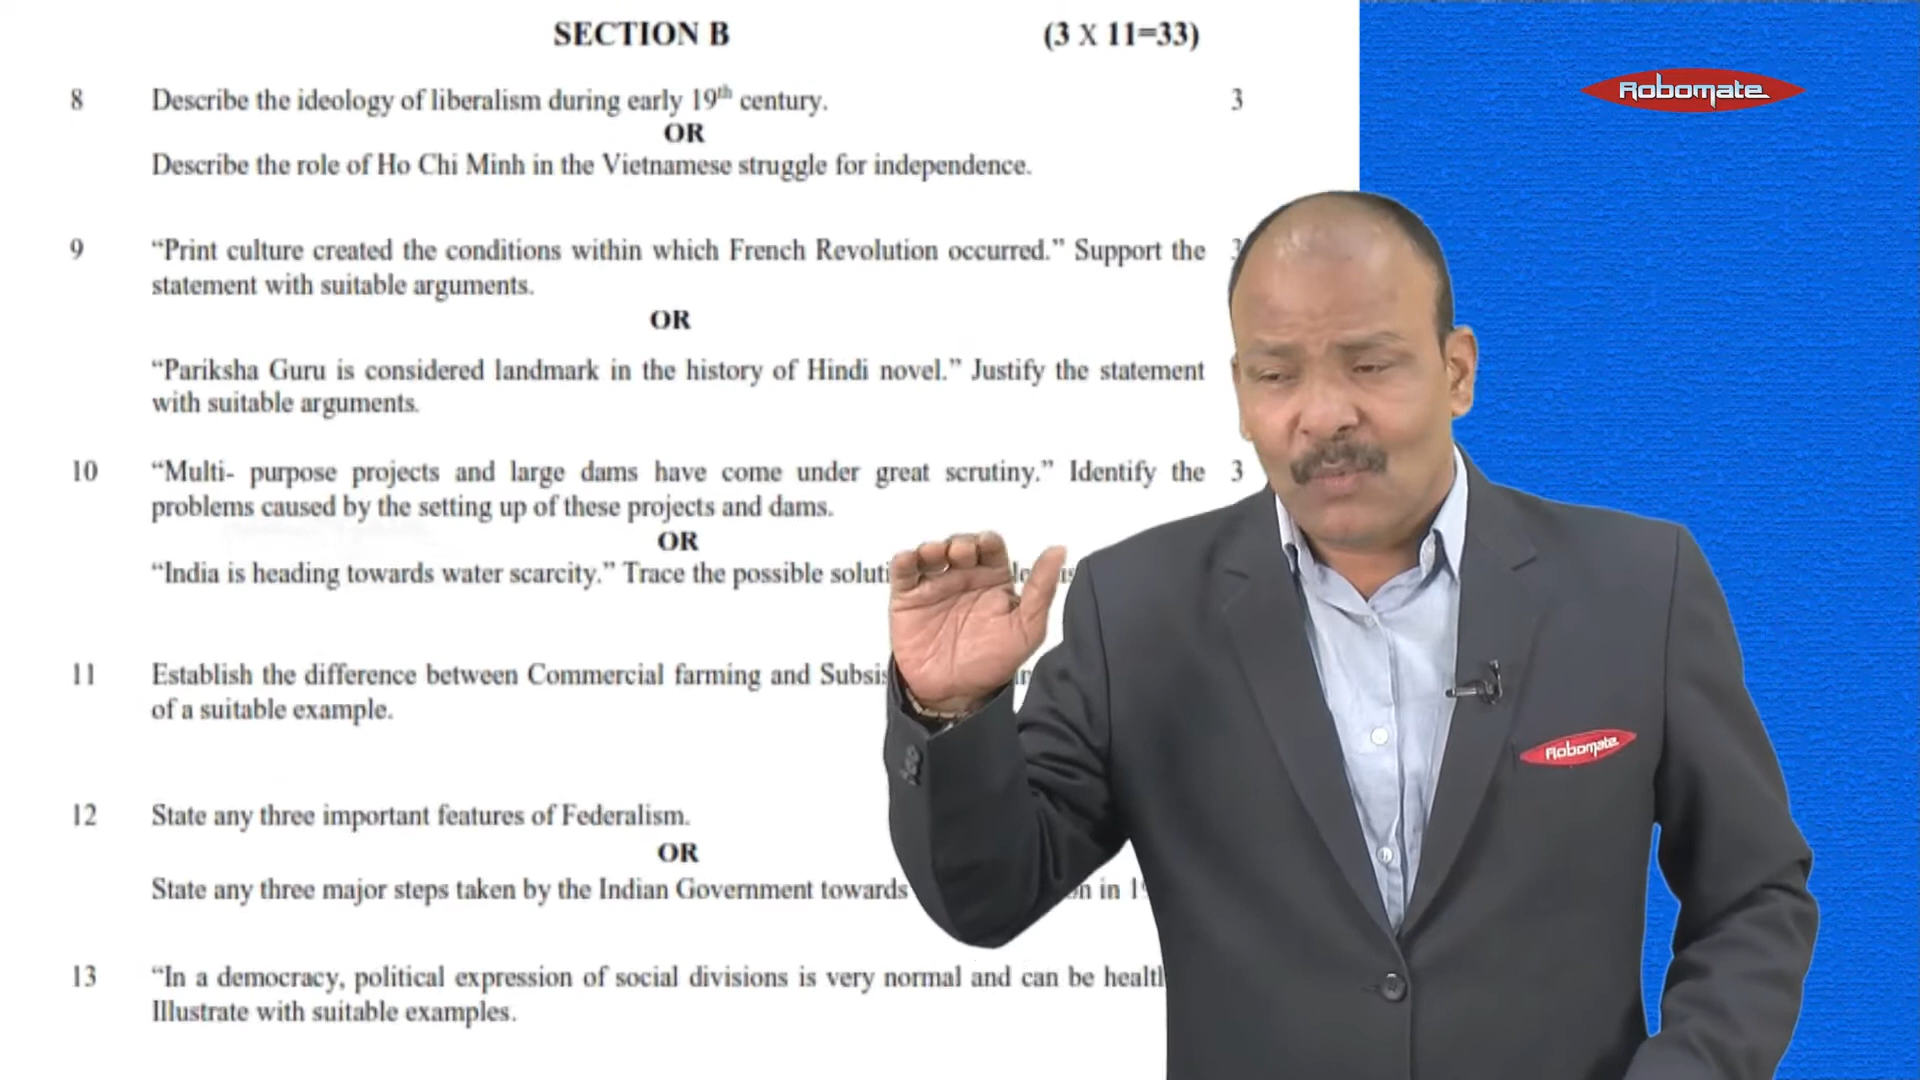 SECTION B (3 X 11=33)
Robomate
8 Describe the ideology of liberalism during early 19th century. 3
OR
Describe the role of Ho Chi Minh in the Vietnamese struggle for independence.
9 “Print culture created the conditions within which French Revolution occurred.” Support the 3
statement with suitable arguments.
OR
“Pariksha Guru is considered landmark in the history of Hindi novel.” Justify the statement
with suitable arguments.
10 “Multi- purpose projects and large dams have come under great scrutiny.” Identify the 3
problems caused by the setting up of these projects and dams.
OR
“India is heading towards water scarcity.” Trace the possible
11 Establish the difference between Commercial farming and
of a suitable example.
Robomate
12 State any three important features of Federalism.
OR
State any three major steps taken by the Indian Government towards in
13 “In a democracy, political expression of social divisions is very normal and can be
Illustrate with suitable examples.